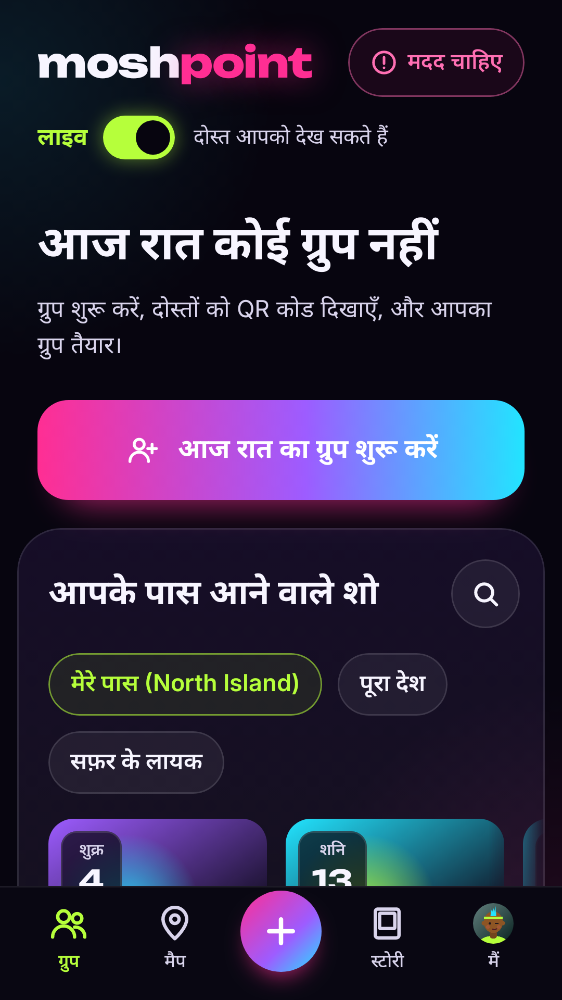 moshpoint
मदद चाहिए
लाइव
दोस्त आपको देख सकते हैं
आज रात कोई ग्रुप नहीं
ग्रुप शुरू करें, दोस्तों को QR कोड दिखाएँ, और आपका
ग्रुप तैयार।
आज रात का ग्रुप शुरू करें
आपके पास आने वाले शो
मेरे पास (North Island)
पूरा देश
सफ़र के लायक
शुक्र
4
शनि
13
ग्रुप
मैप
स्टोरी
मैं